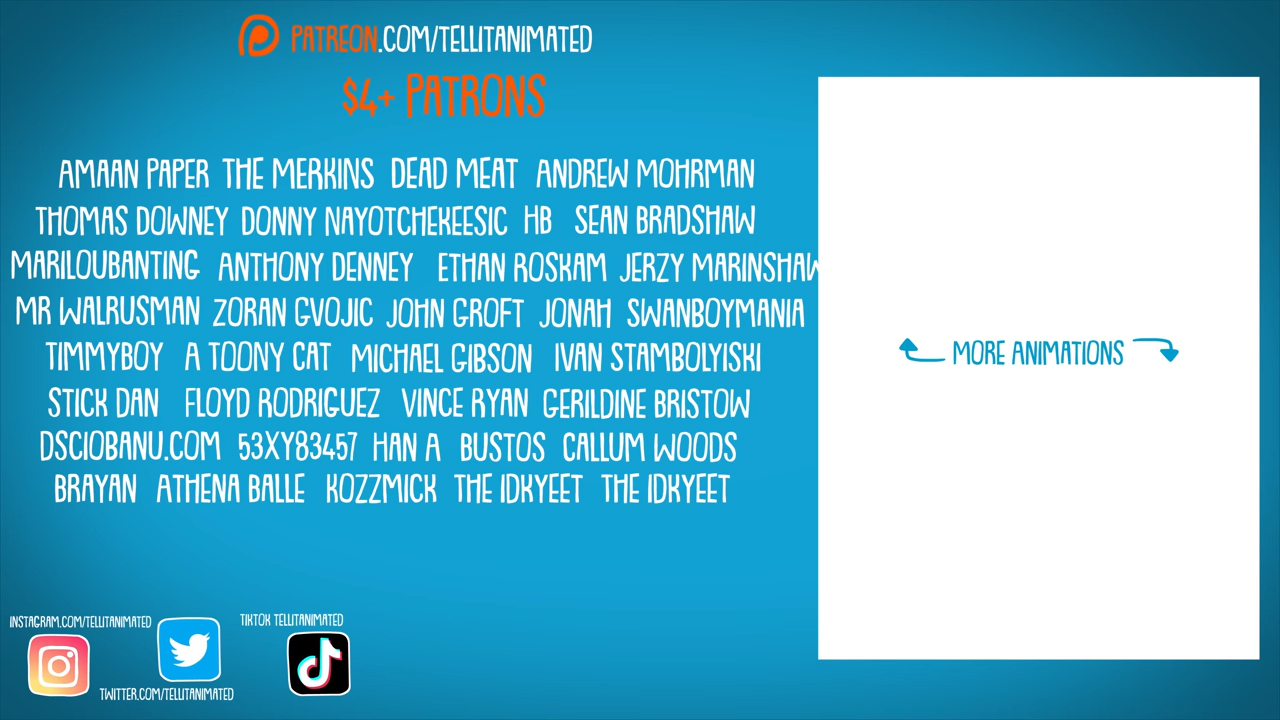 PATREON.COM/TELLITANIMATED
$4+ PATRONS
AMAAN PAPER THE MERKINS DEAD MEAT ANDREW MOHRMAN
THOMAS DOWNEY DONNY NAYOTCHEKEESIC HB SEAN BRADSHAW
MARILOUBANTING ANTHONY DENNEY ETHAN ROSKAM JERZY MARINSHAW
MR WALRUSMAN ZORAN GVOJIC JOHN GROFT JONAH SWANBOYMANIA
TIMMYBOY A TOONY CAT MICHAEL GIBSON IVAN STAMBOLYISKI
STICK DAN FLOYD RODRIGUEZ VINCE RYAN GERILDINE BRISTOW
DSCIOBANU.COM 53XY83457 HAN A BUSTOS CALLUM WOODS
BRAYAN ATHENA BALLE KOZZMICK THE IDKYEET THE IDKYEET
MORE ANIMATIONS
INSTAGRAM.COM/TELLITANIMATED
TWITTER.COM/TELLITANIMATED
TIKTOK TELLITANIMATED